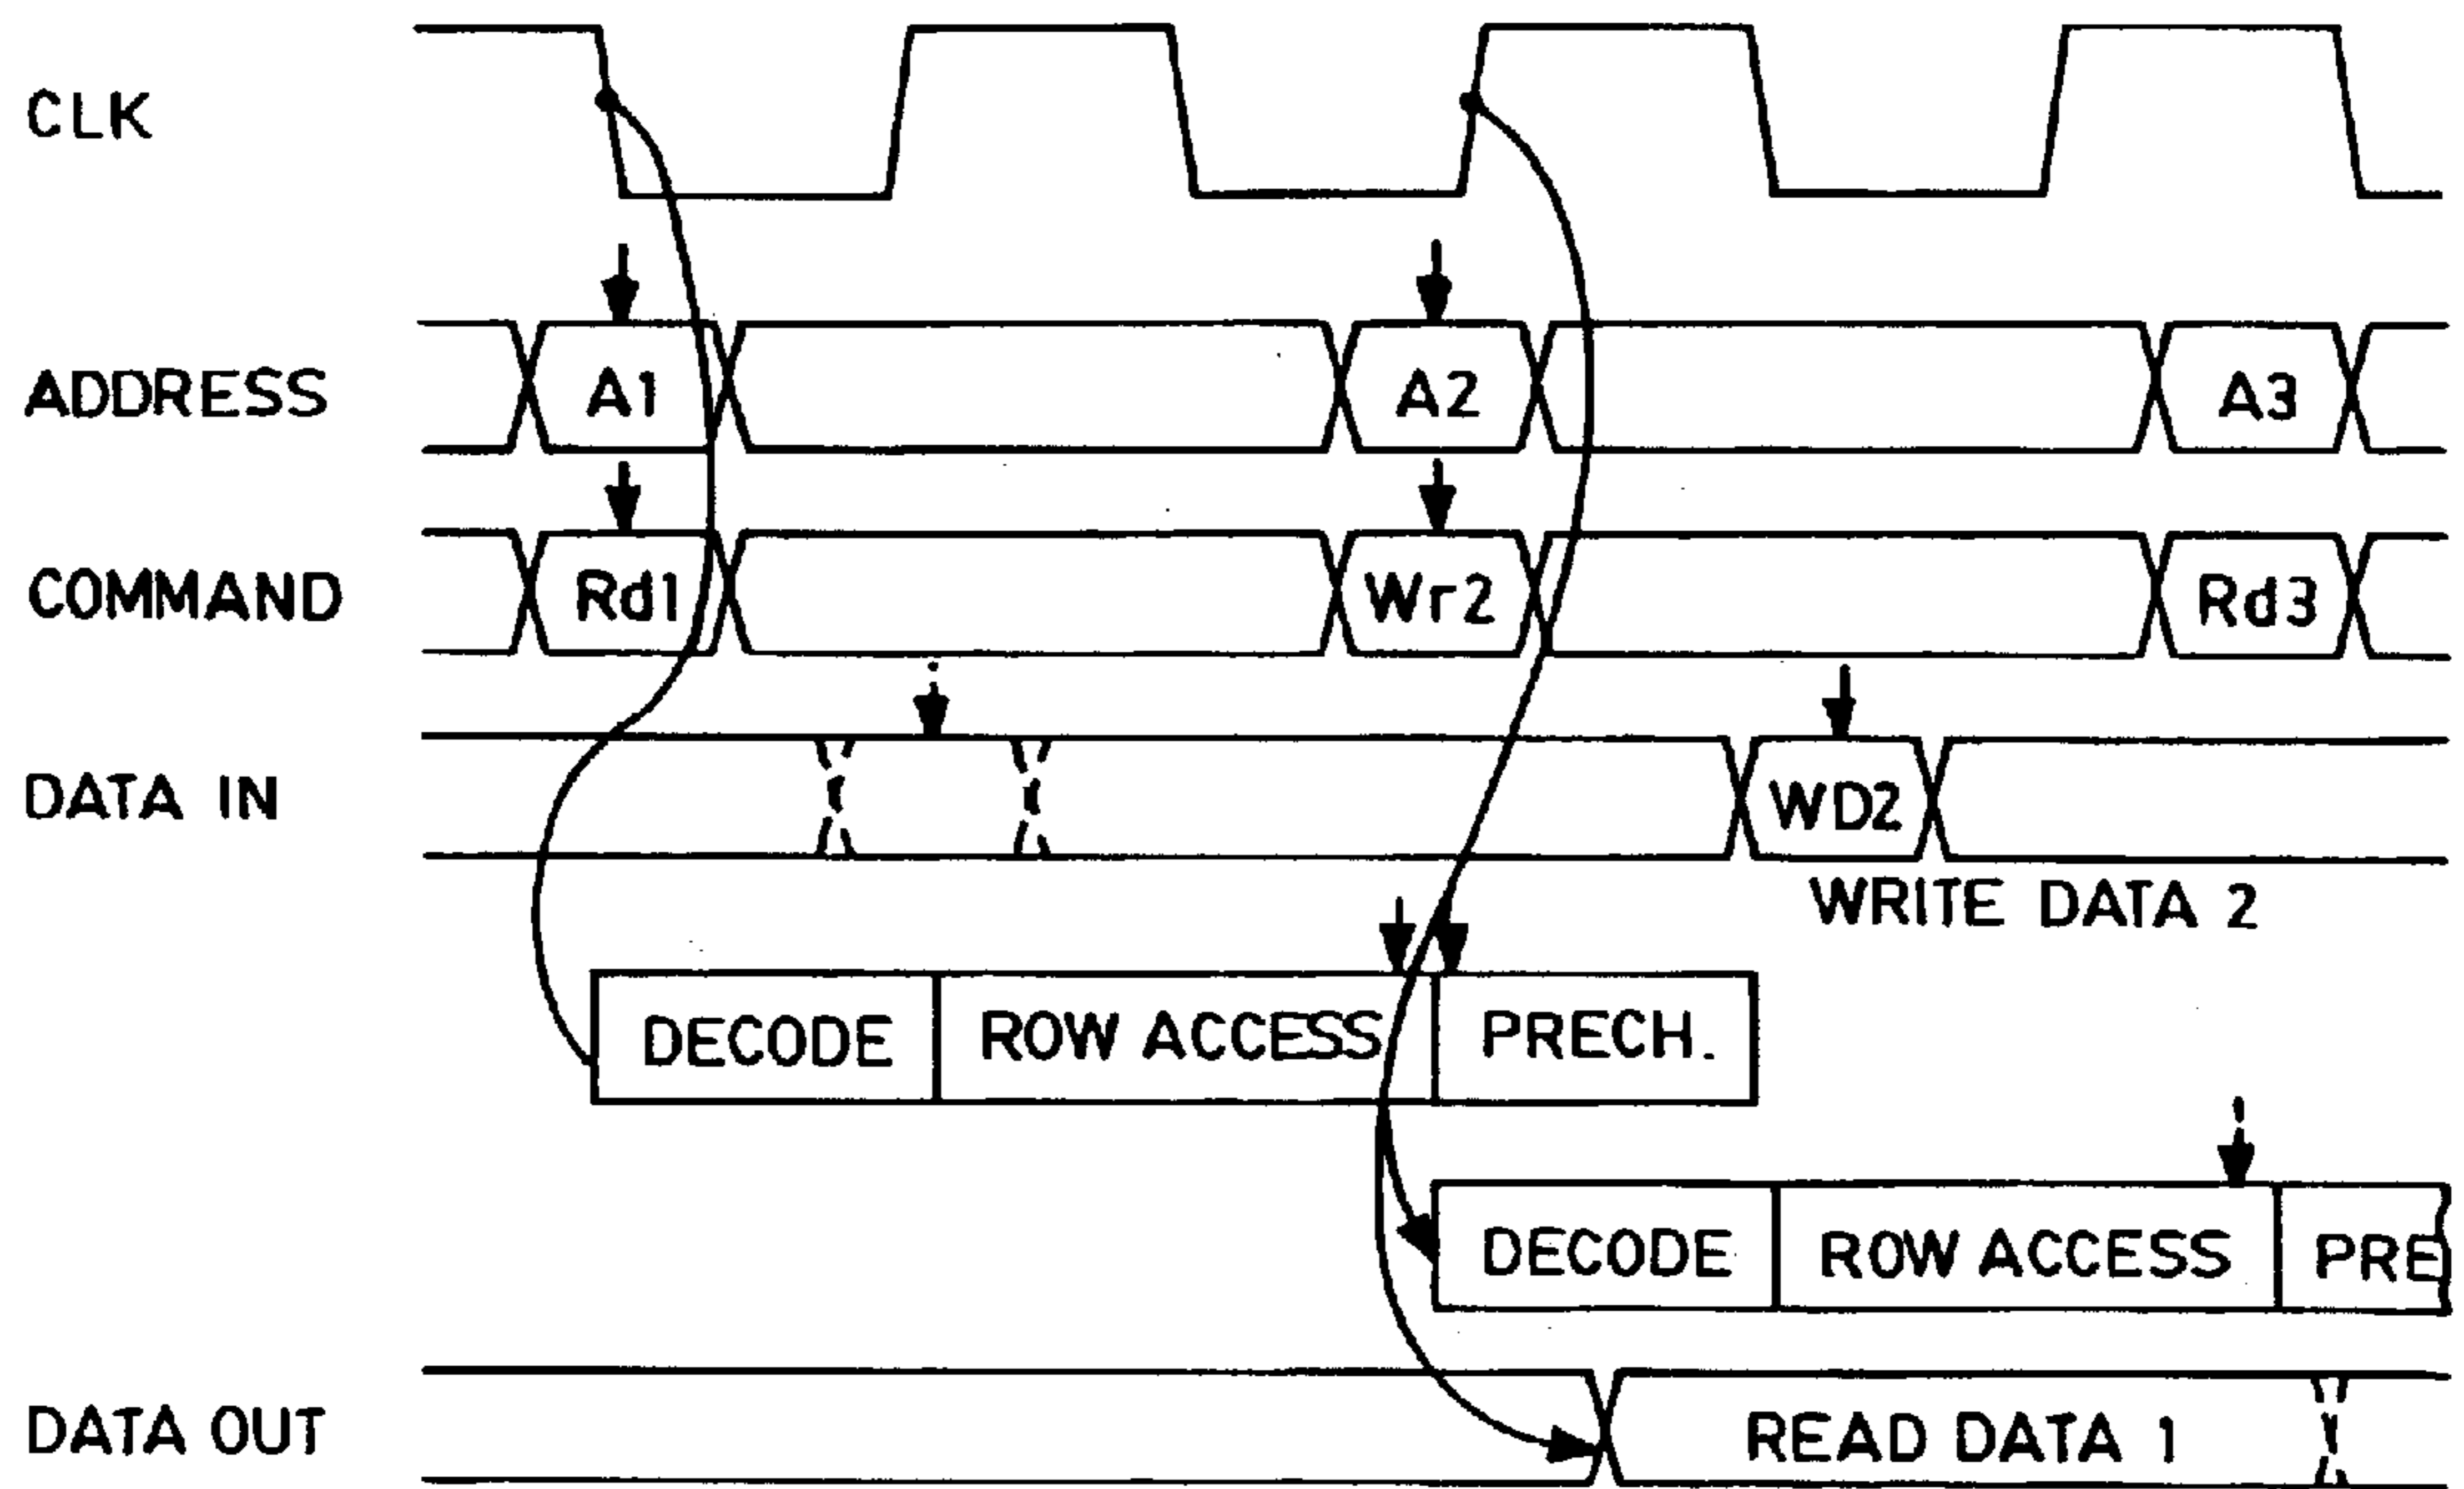 CLK
ADDRESS A1 A2 A3
COMMAND Rd1 Wr2 Rd3
DATA IN WD2
WRITE DATA 2
DECODE ROW ACCESS PRECH.
DECODE ROW ACCESS PRE
DATA OUT READ DATA 1